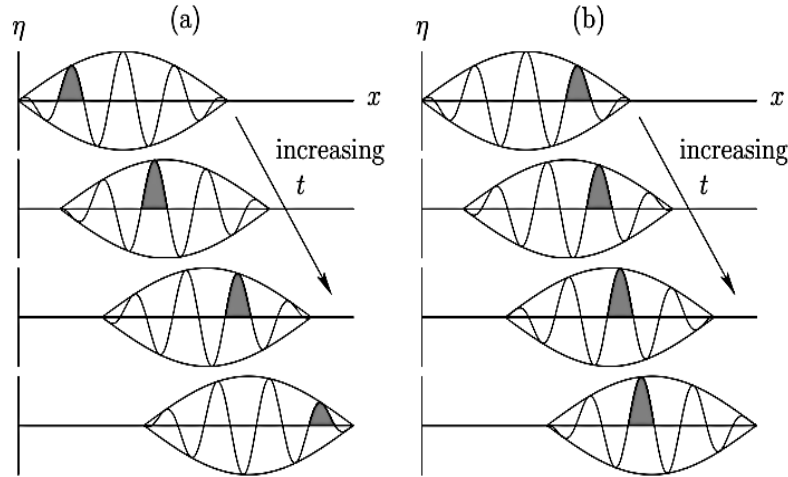 (a)
η
x
increasing
t
(b)
η
x
increasing
t